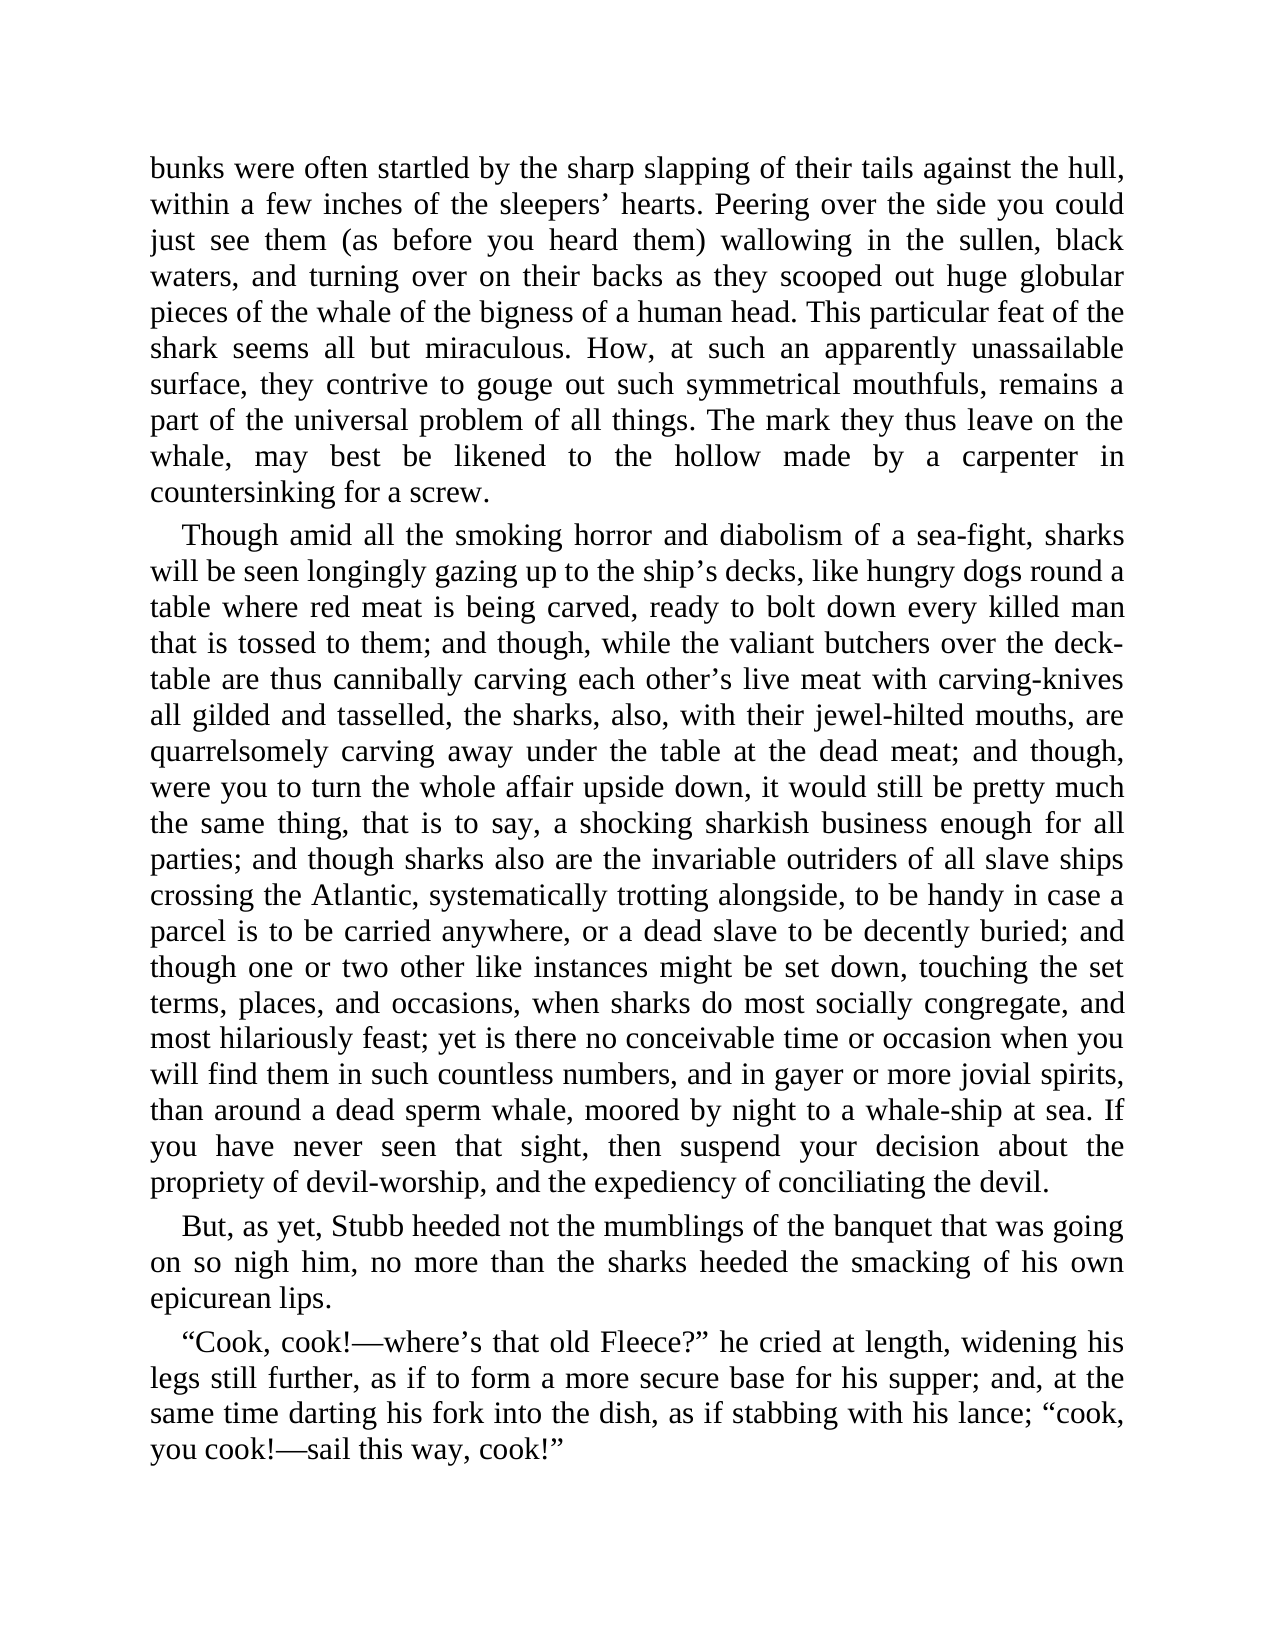 bunks were often startled by the sharp slapping of their tails against the hull,
within a few inches of the sleepers’ hearts. Peering over the side you could
just see them (as before you heard them) wallowing in the sullen, black
waters, and turning over on their backs as they scooped out huge globular
pieces of the whale of the bigness of a human head. This particular feat of the
shark seems all but miraculous. How, at such an apparently unassailable
surface, they contrive to gouge out such symmetrical mouthfuls, remains a
part of the universal problem of all things. The mark they thus leave on the
whale, may best be likened to the hollow made by a carpenter in
countersinking for a screw.
Though amid all the smoking horror and diabolism of a sea-fight, sharks
will be seen longingly gazing up to the ship’s decks, like hungry dogs round a
table where red meat is being carved, ready to bolt down every killed man
that is tossed to them; and though, while the valiant butchers over the deck-
table are thus cannibally carving each other’s live meat with carving-knives
all gilded and tasselled, the sharks, also, with their jewel-hilted mouths, are
quarrelsomely carving away under the table at the dead meat; and though,
were you to turn the whole affair upside down, it would still be pretty much
the same thing, that is to say, a shocking sharkish business enough for all
parties; and though sharks also are the invariable outriders of all slave ships
crossing the Atlantic, systematically trotting alongside, to be handy in case a
parcel is to be carried anywhere, or a dead slave to be decently buried; and
though one or two other like instances might be set down, touching the set
terms, places, and occasions, when sharks do most socially congregate, and
most hilariously feast; yet is there no conceivable time or occasion when you
will find them in such countless numbers, and in gayer or more jovial spirits,
than around a dead sperm whale, moored by night to a whale-ship at sea. If
you have never seen that sight, then suspend your decision about the
propriety of devil-worship, and the expediency of conciliating the devil.
But, as yet, Stubb heeded not the mumblings of the banquet that was going
on so nigh him, no more than the sharks heeded the smacking of his own
epicurean lips.
“Cook, cook!—where’s that old Fleece?” he cried at length, widening his
legs still further, as if to form a more secure base for his supper; and, at the
same time darting his fork into the dish, as if stabbing with his lance; “cook,
you cook!—sail this way, cook!”